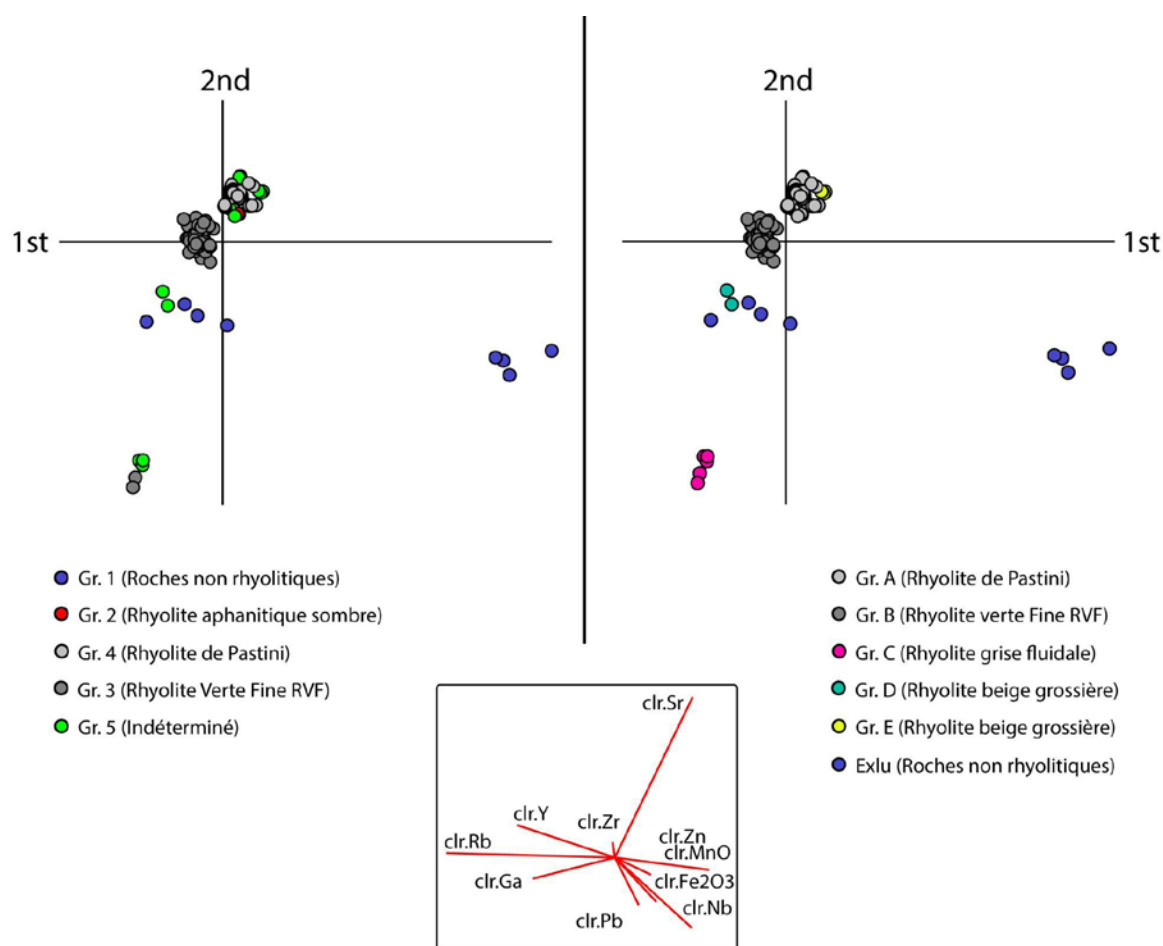 2nd
1st
Gr. 1 (Roches non rhyolitiques)
Gr. 2 (Rhyolite aphanitique sombre)
Gr. 4 (Rhyolite de Pastini)
Gr. 3 (Rhyolite Verte Fine RVF)
Gr. 5 (Indéterminé)
2nd
1st
Gr. A (Rhyolite de Pastini)
Gr. B (Rhyolite verte Fine RVF)
Gr. C (Rhyolite grise fluidale)
Gr. D (Rhyolite beige grossière)
Gr. E (Rhyolite beige grossière)
Exlu (Roches non rhyolitiques)
clr.Sr
clr.Y
clr.Zr
clr.Zn
clr.Rb
clr.MnO
clr.Ga
clr.Fe2O3
clr.Pb
clr.Nb